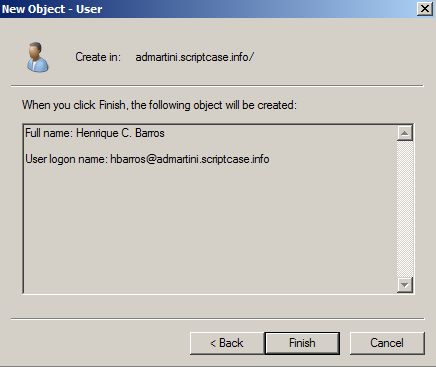 New Object - User
Create in: admartini.scriptcase.info/
When you click Finish, the following object will be created:
Full name: Henrique C. Barros
User logon name: hbarros@admartini.scriptcase.info
< Back Finish Cancel